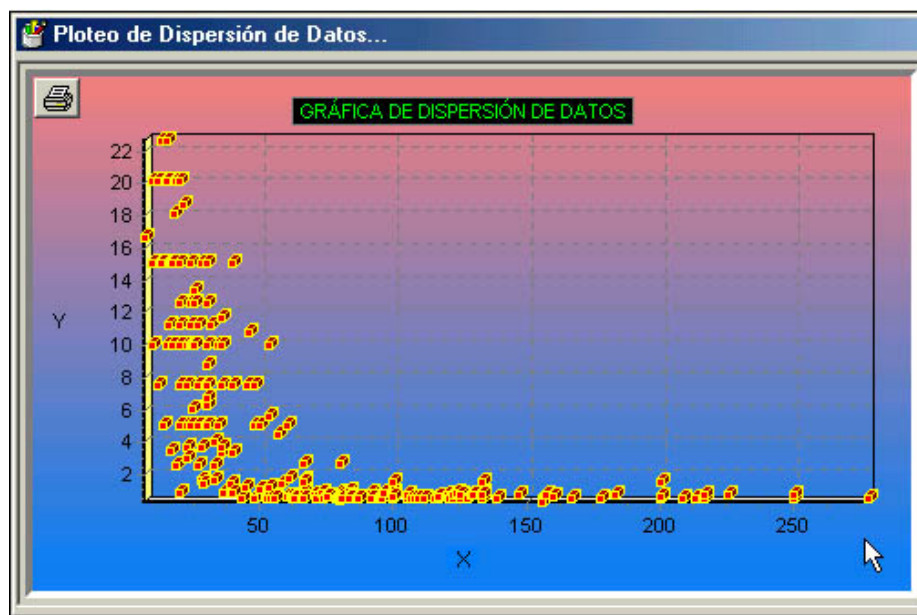 Ploteo de Dispersión de Datos...
GRÁFICA DE DISPERSIÓN DE DATOS
22
20
18
16
14
12
Y
10
8
6
4
2
50 100 150 200 250
X